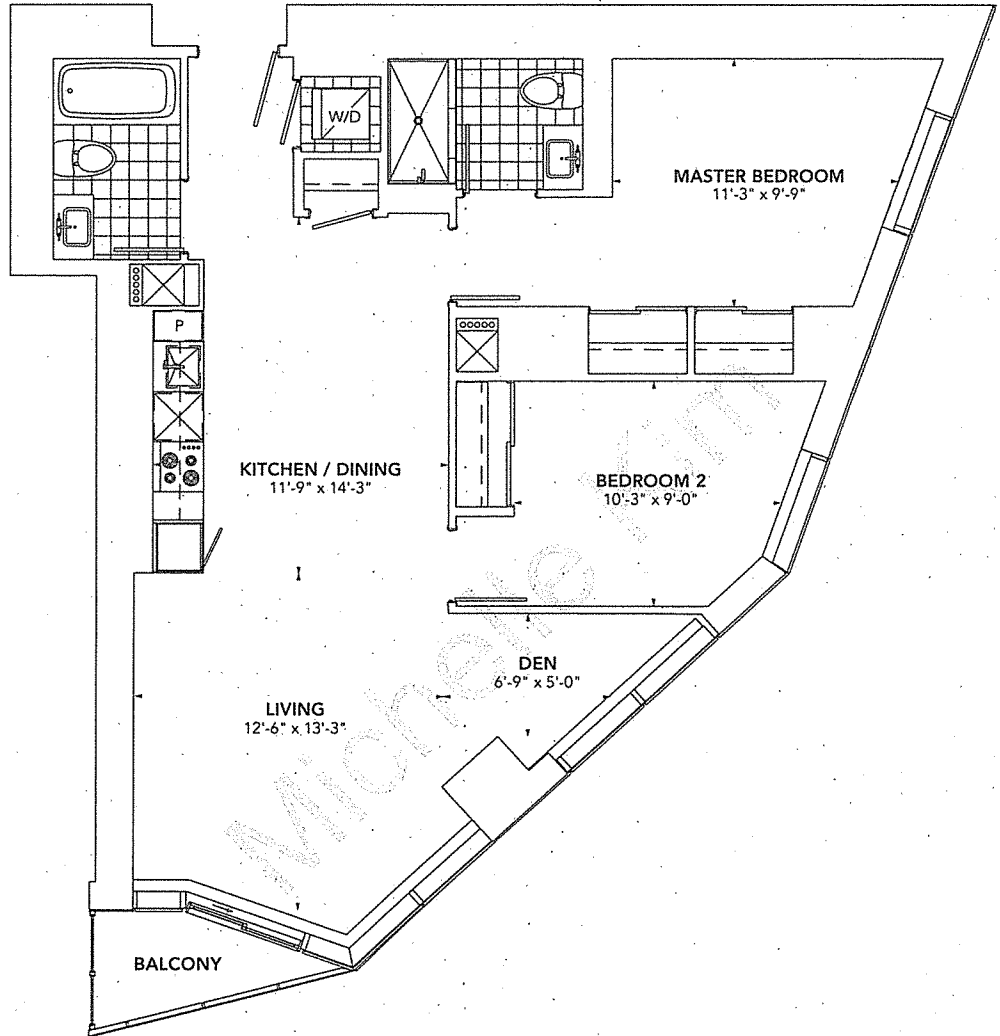 W/D
MASTER BEDROOM
11'-3" x 9'-9"
P
KITCHEN / DINING
11'-9" x 14'-3"
BEDROOM 2
10'-3" x 9'-0"
DEN
6'-9" x 5'-0"
LIVING
12'-6" x 13'-3"
BALCONY
Michelle Kim